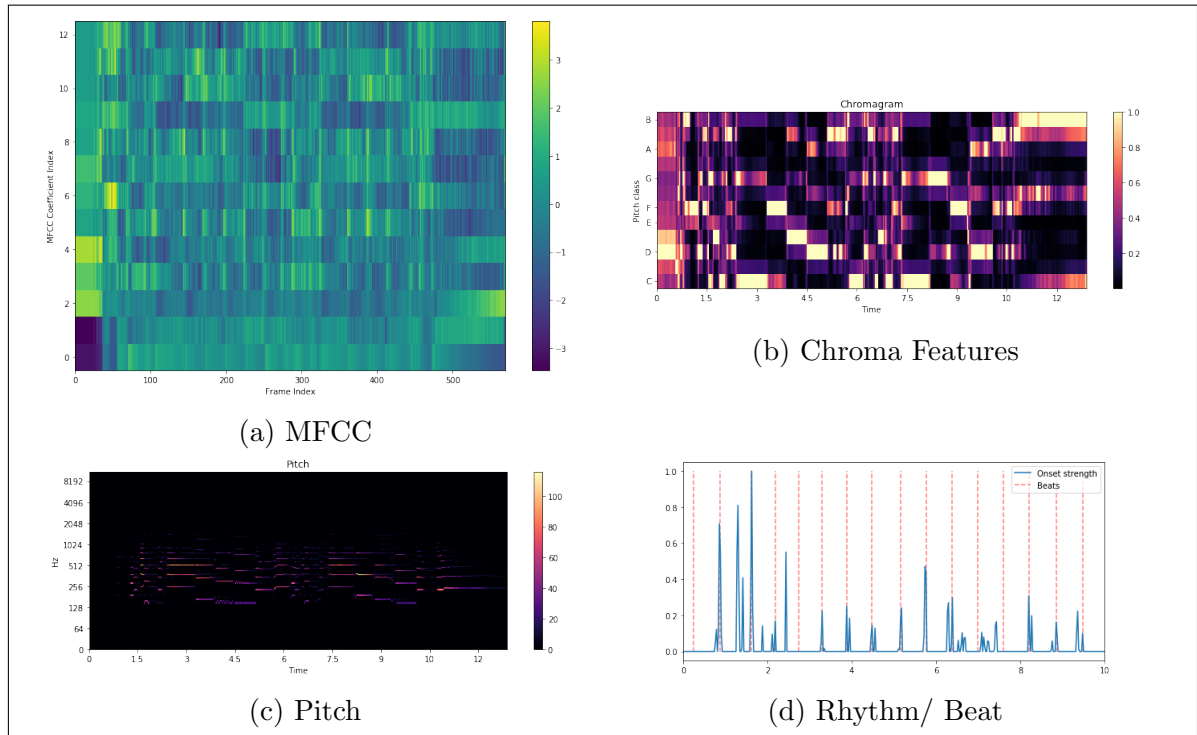 12
10
8
6
4
2
0
MFCC Coefficient Index
0 100 200 300 400 500
Frame Index
3
2
1
0
−1
−2
−3
(a) MFCC
Chromagram
B
A
G
F
E
D
C
Pitch class
0 1.5 3 4.5 6 7.5 9 10 12
Time
1.0
0.8
0.6
0.4
0.2
(b) Chroma Features
Pitch
8192
4096
2048
1024
512
256
128
64
0
Hz
0 1.5 3 4.5 6 7.5 9 10 12
Time
100
80
60
40
20
0
(c) Pitch
1.0
0.8
0.6
0.4
0.2
0.0
Onset strength
Beats
0 2 4 6 8 10
(d) Rhythm/ Beat